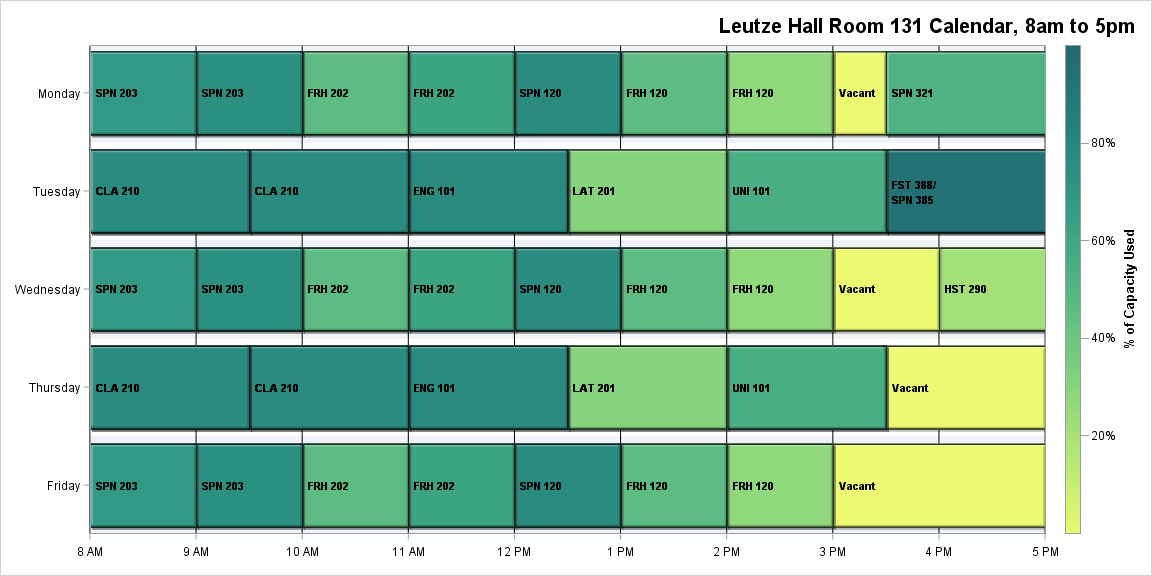 Leutze Hall Room 131 Calendar, 8am to 5pm
Monday
SPN 203
SPN 203
FRH 202
FRH 202
SPN 120
FRH 120
FRH 120
Vacant
SPN 321
Tuesday
CLA 210
CLA 210
ENG 101
LAT 201
UNI 101
FST 388/
SPN 385
Wednesday
SPN 203
SPN 203
FRH 202
FRH 202
SPN 120
FRH 120
FRH 120
Vacant
HST 290
Thursday
CLA 210
CLA 210
ENG 101
LAT 201
UNI 101
Vacant
Friday
SPN 203
SPN 203
FRH 202
FRH 202
SPN 120
FRH 120
FRH 120
Vacant
8 AM
9 AM
10 AM
11 AM
12 PM
1 PM
2 PM
3 PM
4 PM
5 PM
80%
60%
40%
20%
% of Capacity Used